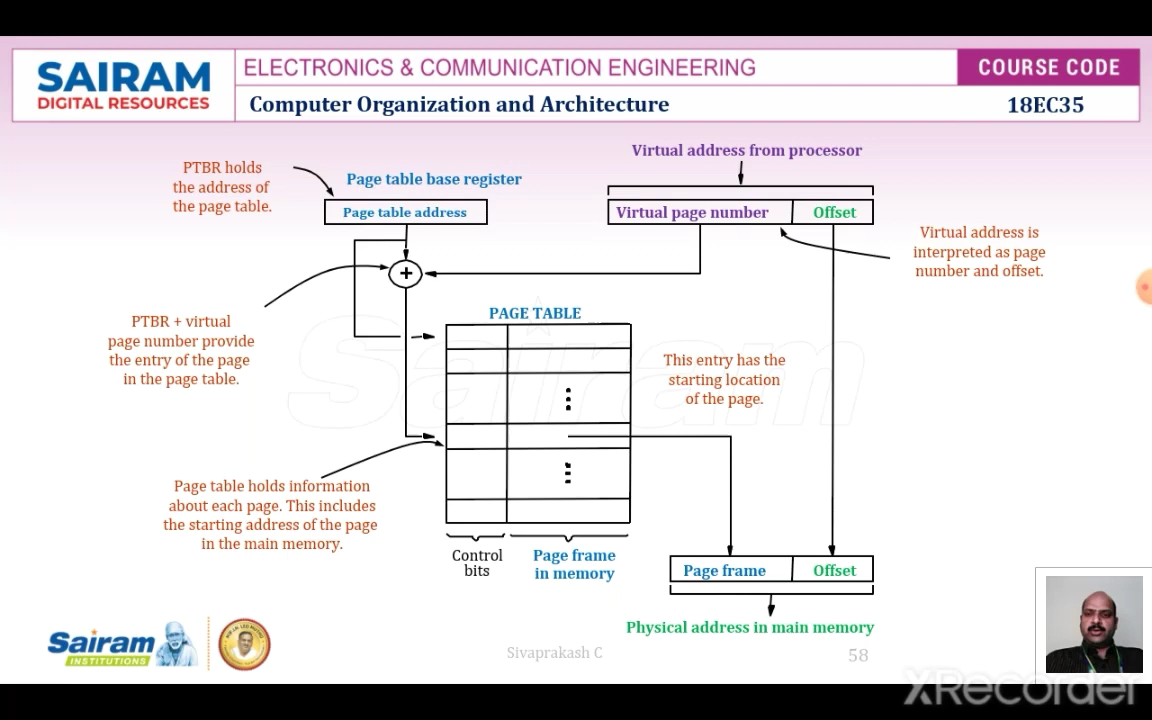 SAIRAM
DIGITAL RESOURCES
ELECTRONICS & COMMUNICATION ENGINEERING
COURSE CODE
Computer Organization and Architecture
18EC35
PTBR holds
the address of
the page table.
Page table base register
Page table address
Virtual address from processor
Virtual page number
Offset
Virtual address is
interpreted as page
number and offset.
+
PTBR + virtual
page number provide
the entry of the page
in the page table.
PAGE TABLE
This entry has the
starting location
of the page.
Sairam
Page table holds information
about each page. This includes
the starting address of the page
in the main memory.
Control
bits
Page frame
in memory
Page frame
Offset
Physical address in main memory
Sairam
INSTITUTIONS
Sivaprakash C
58
XRecorder